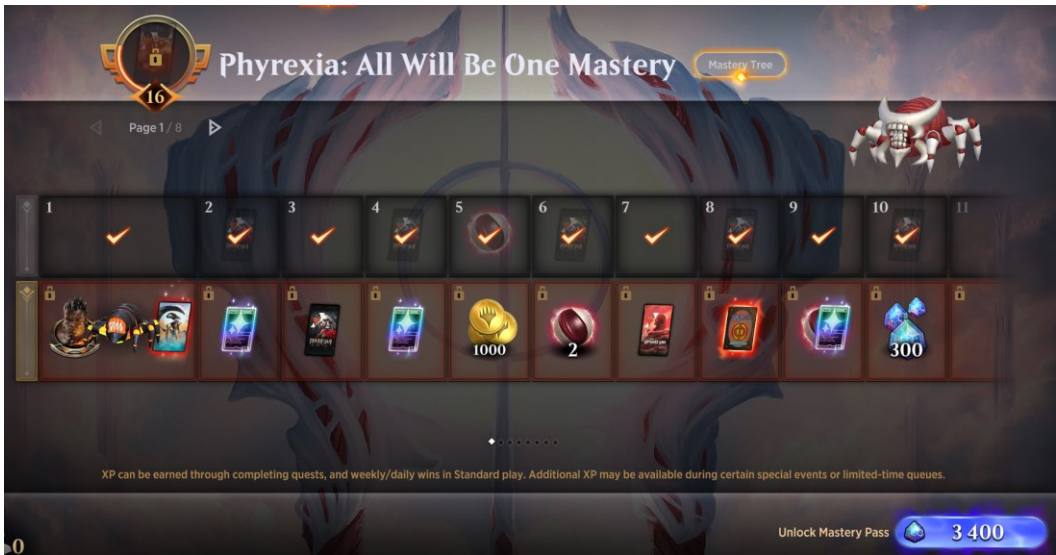 Phyrexia: All Will Be One Mastery
Mastery Tree
16
Page 1 / 8
1 2 3 4 5 6 7 8 9 10 11
1000 2 300
XP can be earned through completing quests, and weekly/daily wins in Standard play. Additional XP may be available during certain special events or limited-time queues.
Unlock Mastery Pass 3 400
0